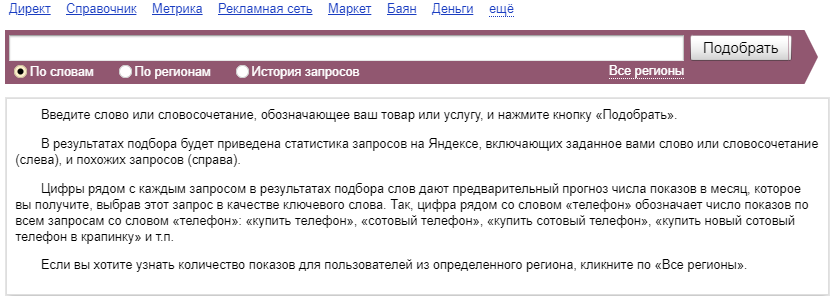 Директ Справочник Метрика Рекламная сеть Маркет Баян Деньги ещё
Подобрать
По словам По регионам История запросов Все регионы
Введите слово или словосочетание, обозначающее ваш товар или услугу, и нажмите кнопку «Подобрать».
В результатах подбора будет приведена статистика запросов на Яндексе, включающих заданное вами слово или словосочетание
(слева), и похожих запросов (справа).
Цифры рядом с каждым запросом в результатах подбора слов дают предварительный прогноз числа показов в месяц, которое
вы получите, выбрав этот запрос в качестве ключевого слова. Так, цифра рядом со словом «телефон» обозначает число показов по
всем запросам со словом «телефон»: «купить телефон», «сотовый телефон», «купить сотовый телефон», «купить новый сотовый
телефон в крапинку» и т.п.
Если вы хотите узнать количество показов для пользователей из определенного региона, кликните по «Все регионы».